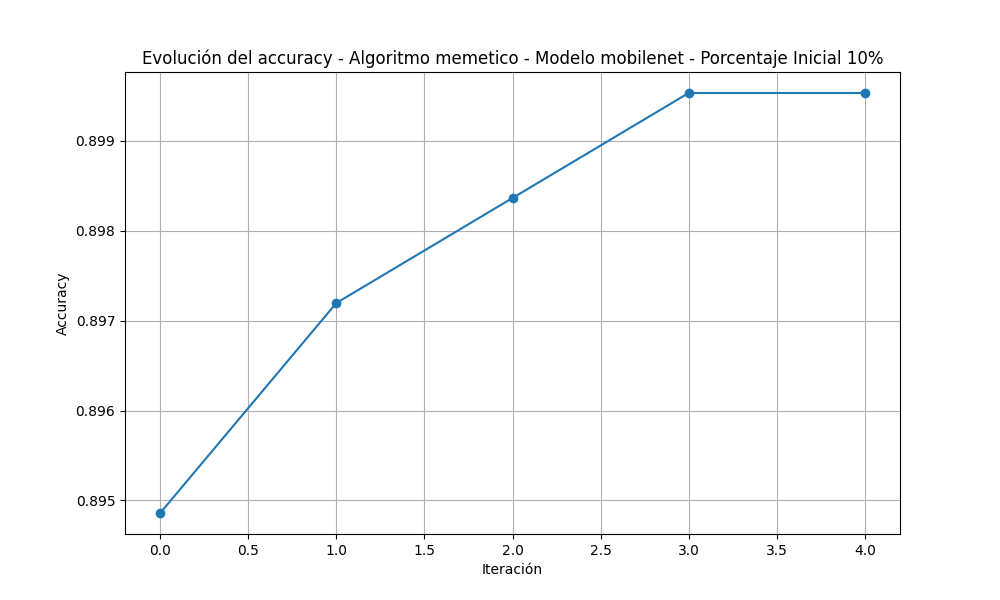 Evolución del accuracy - Algoritmo memetico - Modelo mobilenet - Porcentaje Inicial 10%
Accuracy
0.899
0.898
0.897
0.896
0.895
0.0 0.5 1.0 1.5 2.0 2.5 3.0 3.5 4.0
Iteración